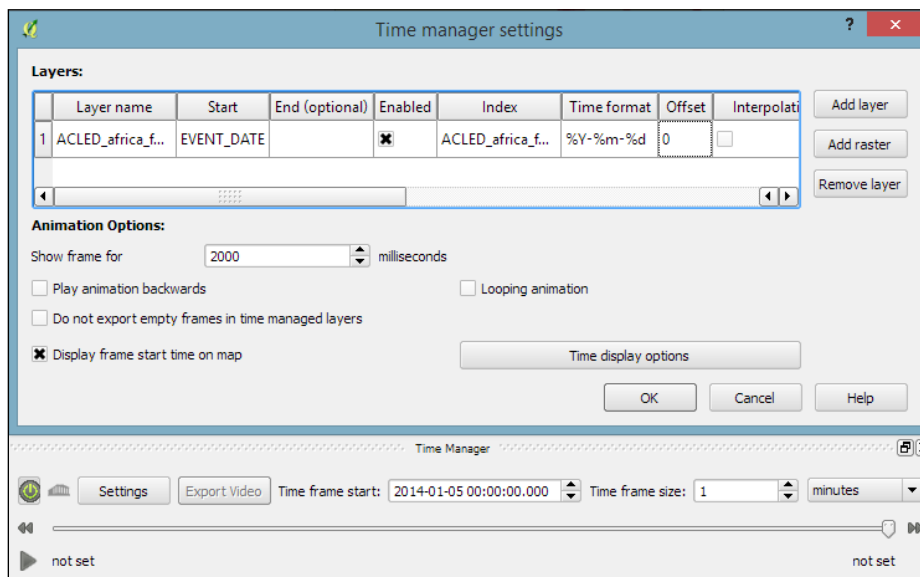 Time manager settings
?
×
Layers:
Layer name Start End (optional) Enabled Index Time format Offset Interpolati
1 ACLED_africa_f... EVENT_DATE ACLED_africa_f... %Y-%m-%d 0
Add layer
Add raster
Remove layer
Animation Options:
Show frame for 2000 milliseconds
Play animation backwards
Looping animation
Do not export empty frames in time managed layers
Display frame start time on map
Time display options
OK Cancel Help
Time Manager
Settings Export Video Time frame start: 2014-01-05 00:00:00.000 Time frame size: 1 minutes
not set not set